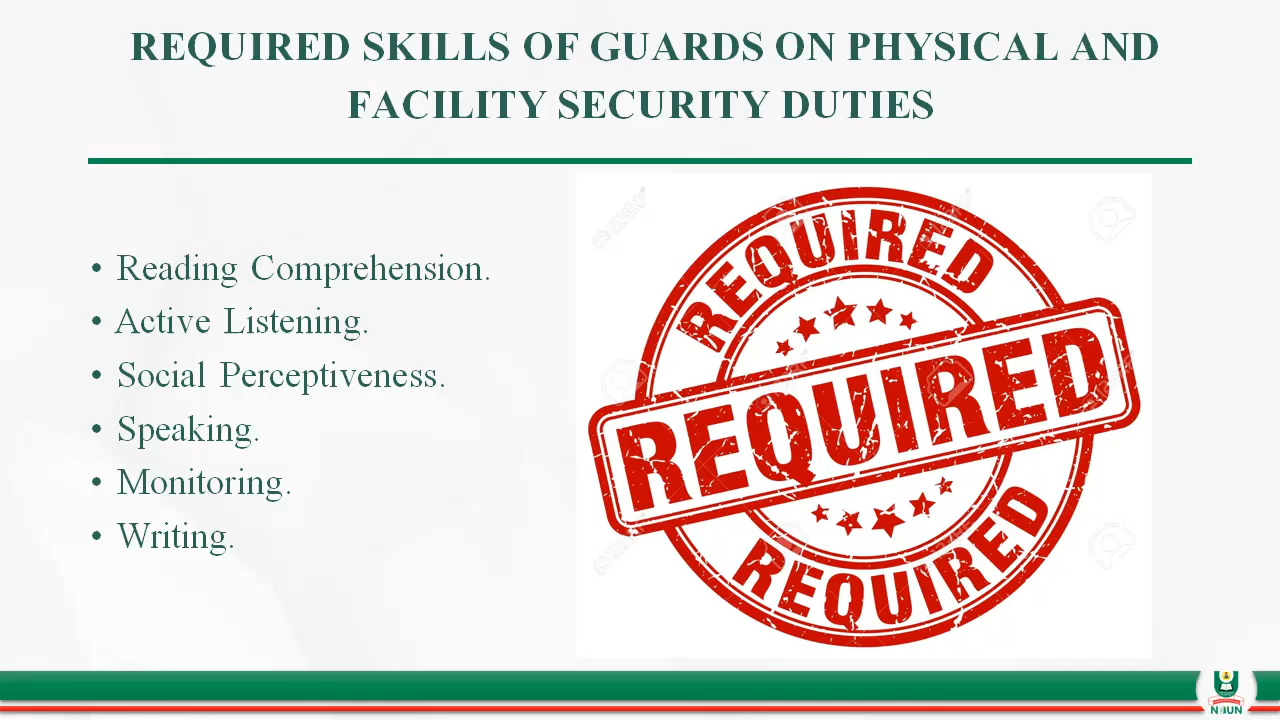 REQUIRED SKILLS OF GUARDS ON PHYSICAL AND
FACILITY SECURITY DUTIES
• Reading Comprehension.
• Active Listening.
• Social Perceptiveness.
• Speaking.
• Monitoring.
• Writing.
REQUIRED
REQUIRED
REQUIRED